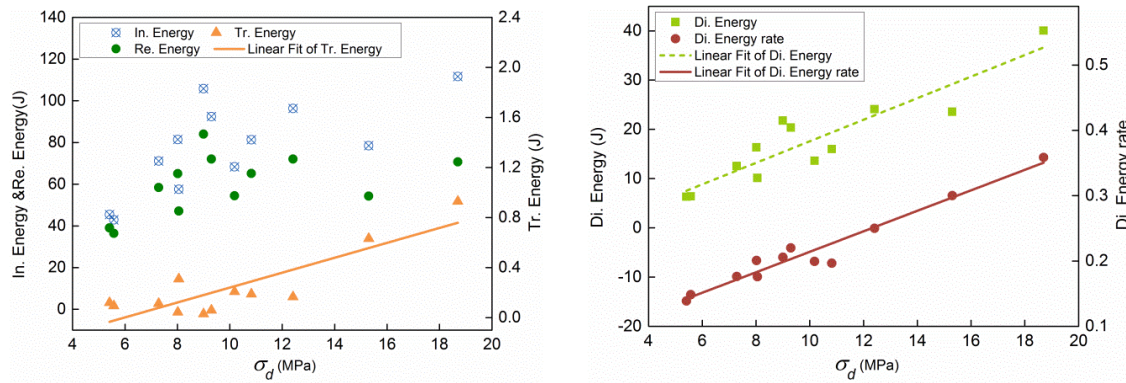 In. Energy Tr. Energy
Re. Energy Linear Fit of Tr. Energy
In. Energy &Re. Energy(J)
140
120
100
80
60
40
20
0
4 6 8 10 12 14 16 18 20
σd (MPa)
2.4
2.0
1.6
1.2
0.8
0.4
0.0
Tr. Energy (J)
Di. Energy
Di. Energy rate
Linear Fit of Di. Energy
Linear Fit of Di. Energy rate
Di. Energy (J)
40
30
20
10
0
-10
-20
4 6 8 10 12 14 16 18 20
σd (MPa)
0.5
0.4
0.3
0.2
0.1
Di. Energy rate